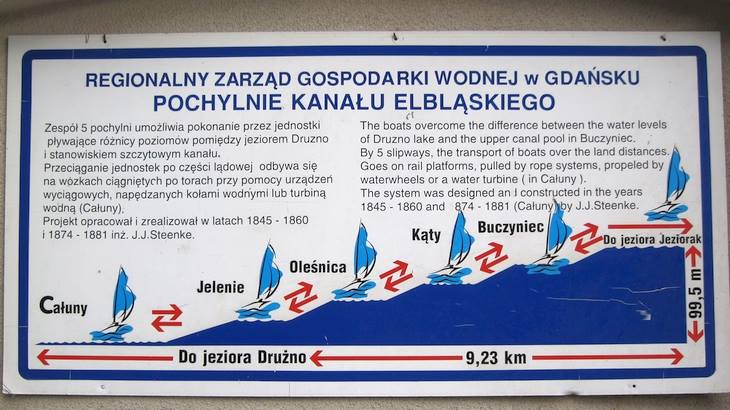 REGIONALNY ZARZĄD GOSPODARKI WODNEJ w GDAŃSKU
POCHYLNIE KANAŁU ELBLĄSKIEGO
Zespół 5 pochylni umożliwia pokonanie przez jednostki
pływające różnicy poziomów pomiędzy jeziorem Druzno
i stanowiskiem szczytowym kanału.
Przeciąganie jednostek po części lądowej odbywa się
na wózkach ciągniętych po torach przy pomocy urządzeń
wyciągowych, napędzanych kołami wodnymi lub turbiną
wodną (Całuny).
Projekt opracował i zrealizował w latach 1845 - 1860
i 1874 - 1881 inż. J.J.Steenke.
The boats overcome the difference between the water levels
of Druzno lake and the upper canal pool in Buczyniec.
By 5 slipways, the transport of boats over the land distances.
Goes on rail platforms, pulled by rope systems, propeled by
waterwheels or a water turbine ( in Całuny ).
The system was designed and constructed in the years
1845 - 1860 and 874 - 1881 (Całuny) by J.J.Steenke.
Całuny
Jelenie
Oleśnica
Kąty
Buczyniec
Do jeziora Jeziorak
99,5 m
Do jeziora Drużno
9,23 km